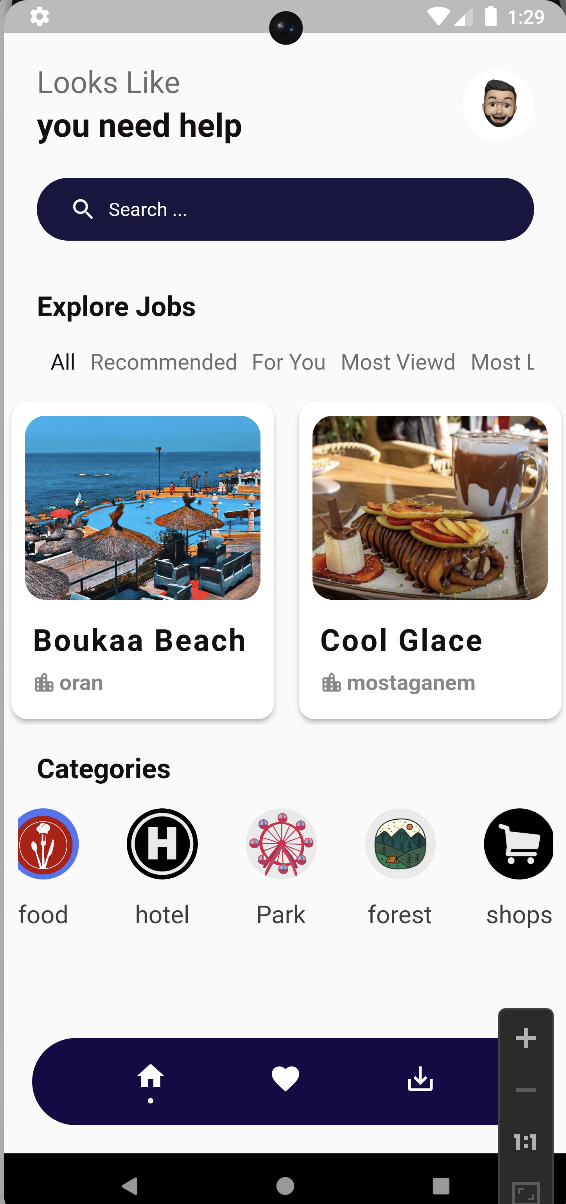 1:29
Looks Like
you need help
Search ...
Explore Jobs
All Recommended For You Most Viewd Most L
Boukaa Beach
oran
Cool Glace
mostaganem
Categories
H
food hotel Park forest shops
1:1